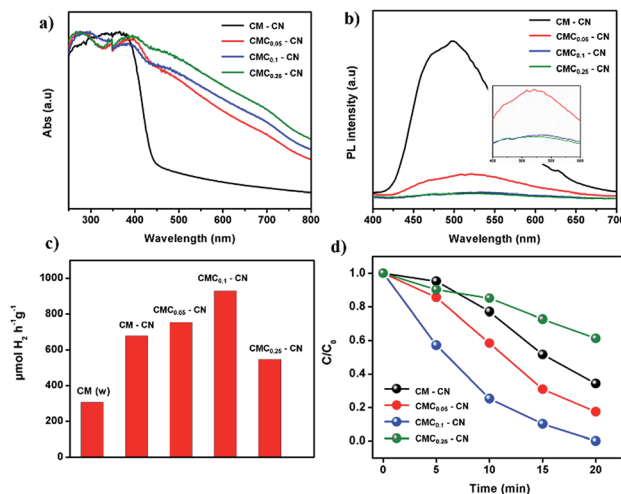 a)
CM - CN
CMC0.05 - CN
CMC0.1 - CN
CMC0.25 - CN
Abs (a.u)
300 400 500 600 700 800
Wavelength (nm)
b)
CM - CN
CMC0.05 - CN
CMC0.1 - CN
CMC0.25 - CN
PL intensity (a.u)
400 450 500 550 600 650 700
Wavelength (nm)
c)
μmol H2 h-1g-1
1000
800
600
400
200
0
CM (w)
CM - CN
CMC0.05 - CN
CMC0.1 - CN
CMC0.25 - CN
d)
C/C0
1.0
0.8
0.6
0.4
0.2
0.0
CM - CN
CMC0.05 - CN
CMC0.1 - CN
CMC0.26 - CN
0 5 10 15 20
Time (min)